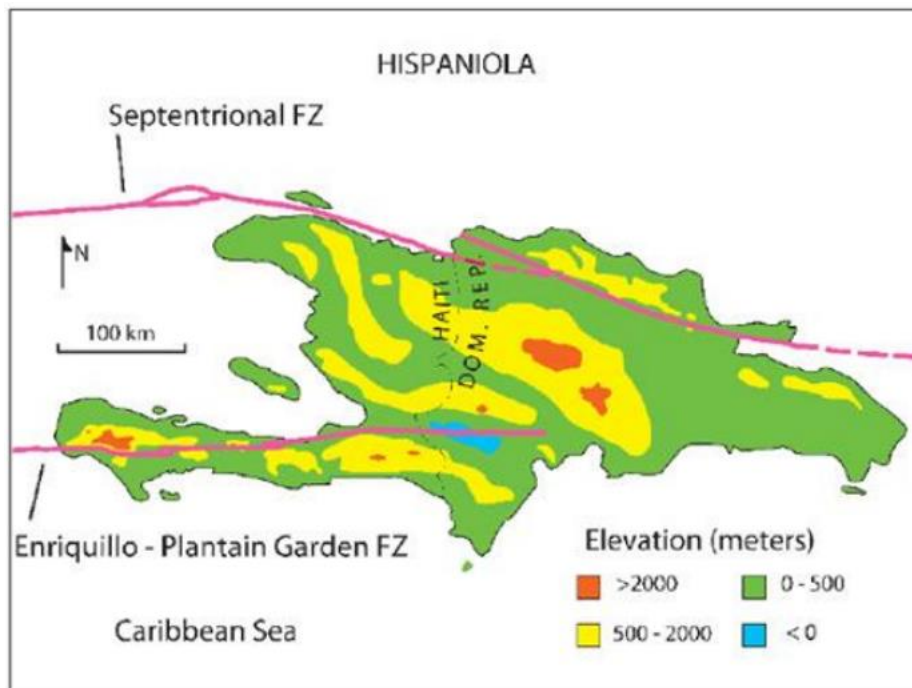 HISPANIOLA
Septentrional FZ
N
100 km
HAITI
DOM. REP.
Enriquillo - Plantain Garden FZ
Caribbean Sea
Elevation (meters)
>2000
0 - 500
500 - 2000
< 0